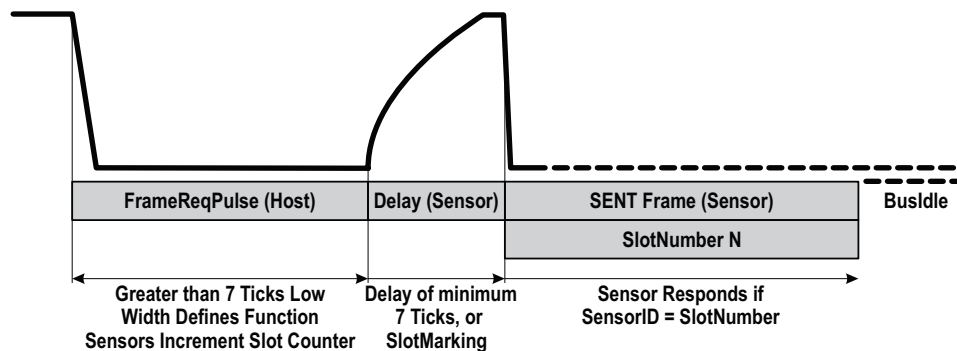 FrameReqPulse (Host)
Delay (Sensor)
SENT Frame (Sensor)
BusIdle
SlotNumber N
Greater than 7 Ticks Low
Width Defines Function
Sensors Increment Slot Counter
Delay of minimum
7 Ticks, or
SlotMarking
Sensor Responds if
SensorID = SlotNumber